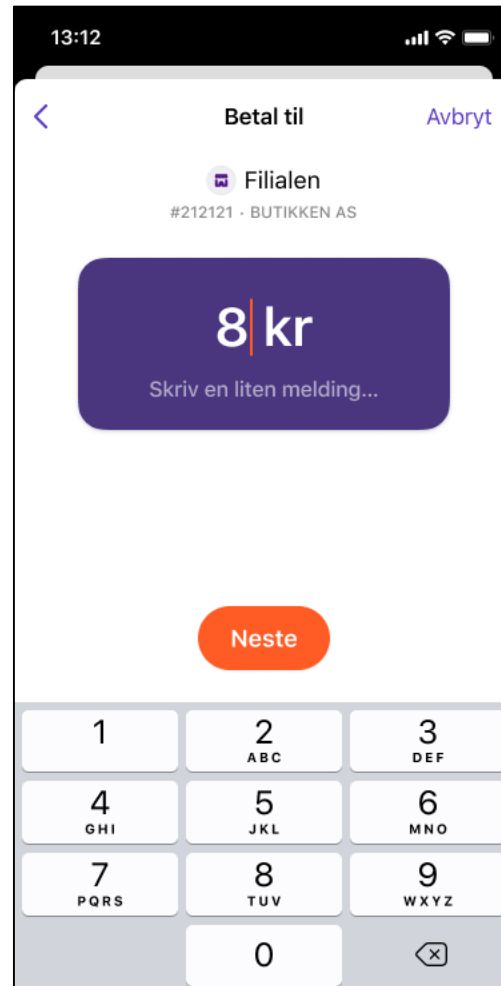 13:12
Betal til
Avbryt
Filialen
#212121 · BUTIKKEN AS
8 kr
Skriv en liten melding...
Neste
1
2
ABC
3
DEF
4
GHI
5
JKL
6
MNO
7
PQRS
8
TUV
9
WXYZ
0